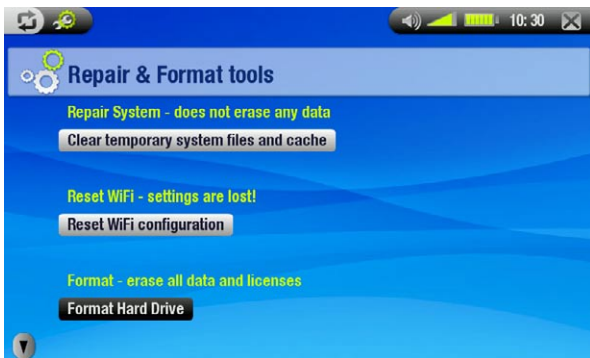 10:30
Repair & Format tools
Repair System - does not erase any data
Clear temporary system files and cache
Reset WiFi - settings are lost!
Reset WiFi configuration
Format - erase all data and licenses
Format Hard Drive